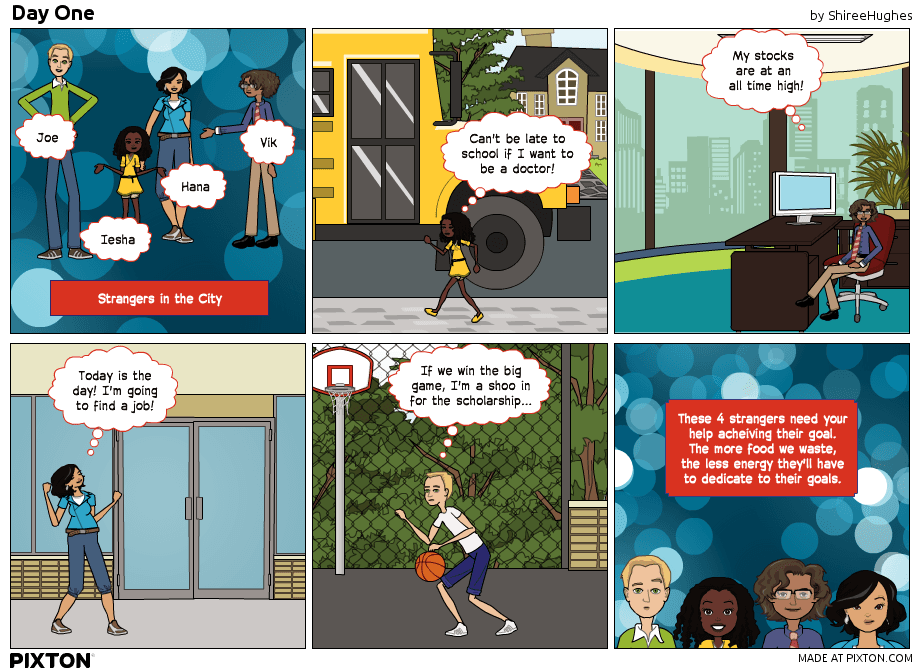 Day One
by ShireeHughes
Joe
Vik
Hana
Iesha
Strangers in the City
Can't be late to
school if I want to
be a doctor!
My stocks
are at an
all time high!
Today is the
day! I'm going
to find a job!
If we win the big
game, I'm a shoo in
for the scholarship...
These 4 strangers need your
help acheiving their goal.
The more food we waste,
the less energy they'll have
to dedicate to their goals.
PIXTON
MADE AT PIXTON.COM